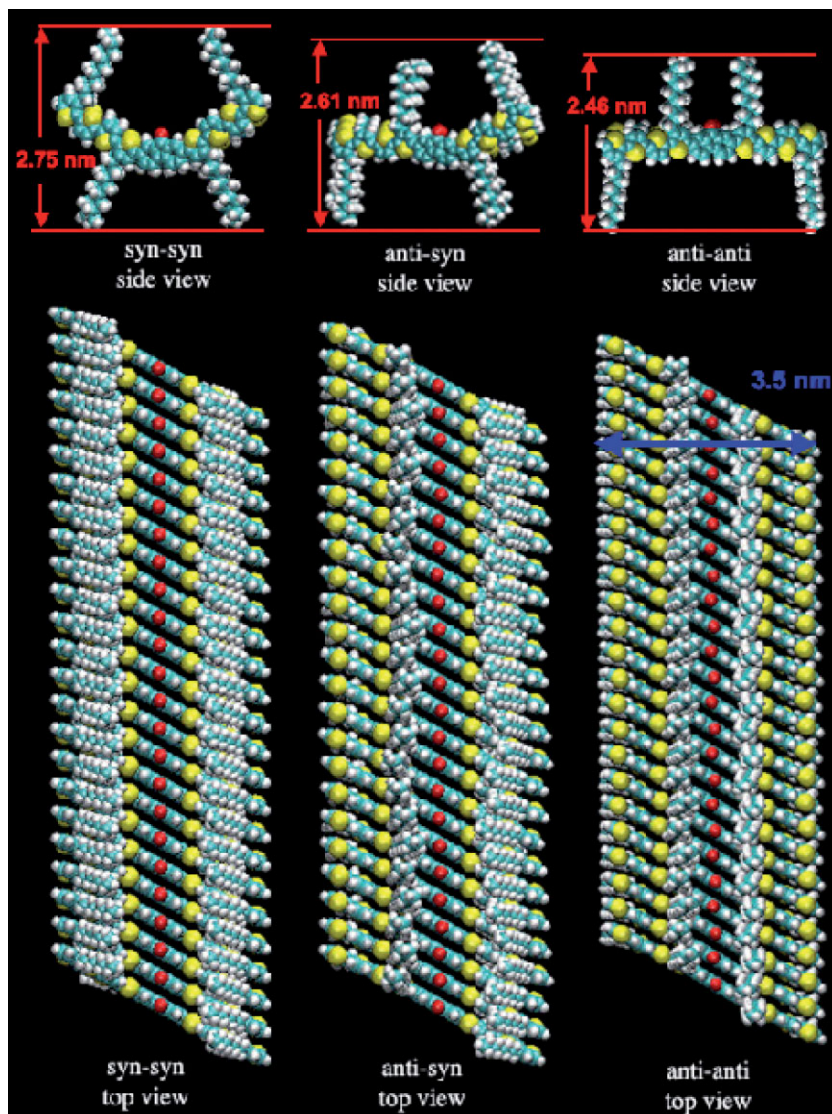 2.75 nm
2.61 nm
2.46 nm
syn-syn
side view
anti-syn
side view
anti-anti
side view
3.5 nm
syn-syn
top view
anti-syn
top view
anti-anti
top view